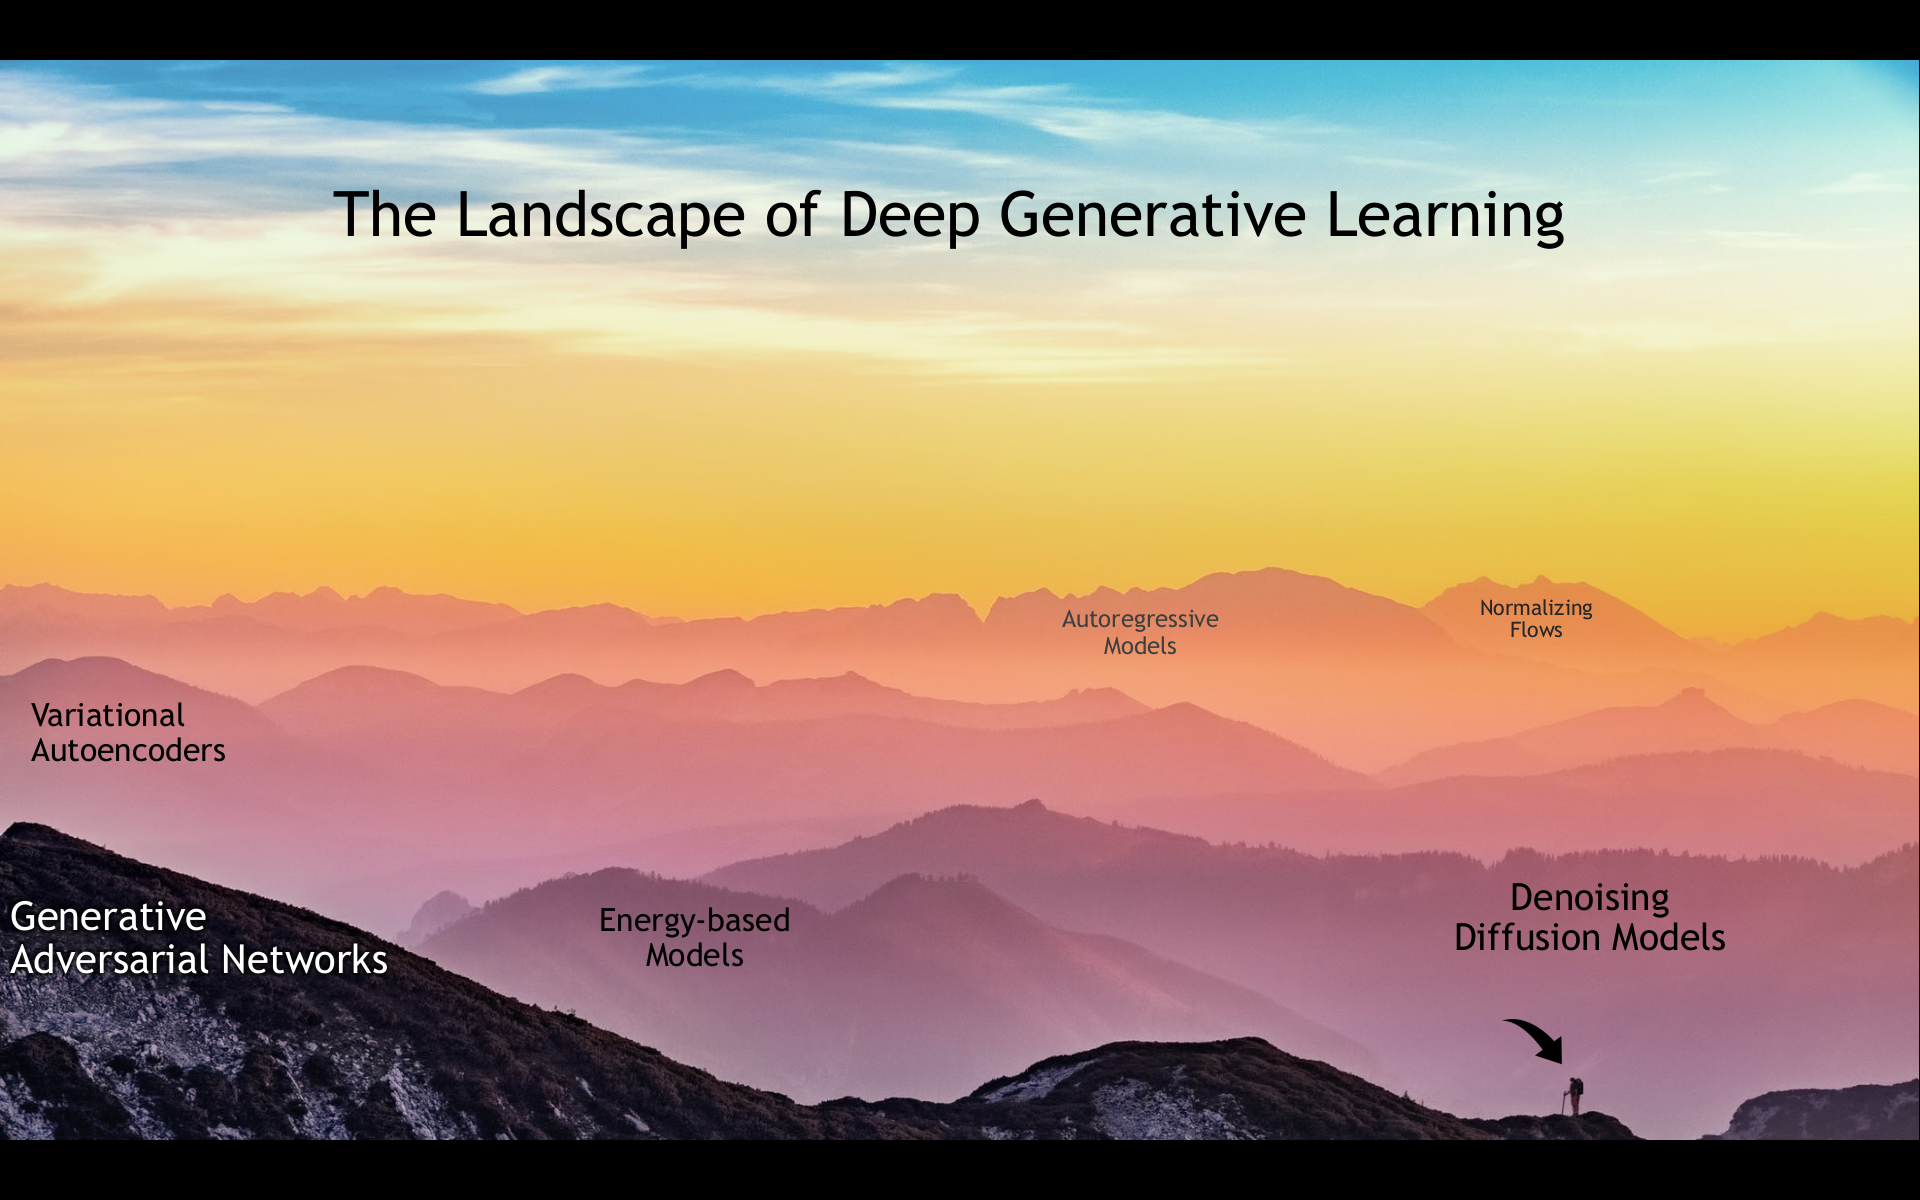 The Landscape of Deep Generative Learning
Autoregressive
Models
Normalizing
Flows
Variational
Autoencoders
Generative
Adversarial Networks
Energy-based
Models
Denoising
Diffusion Models